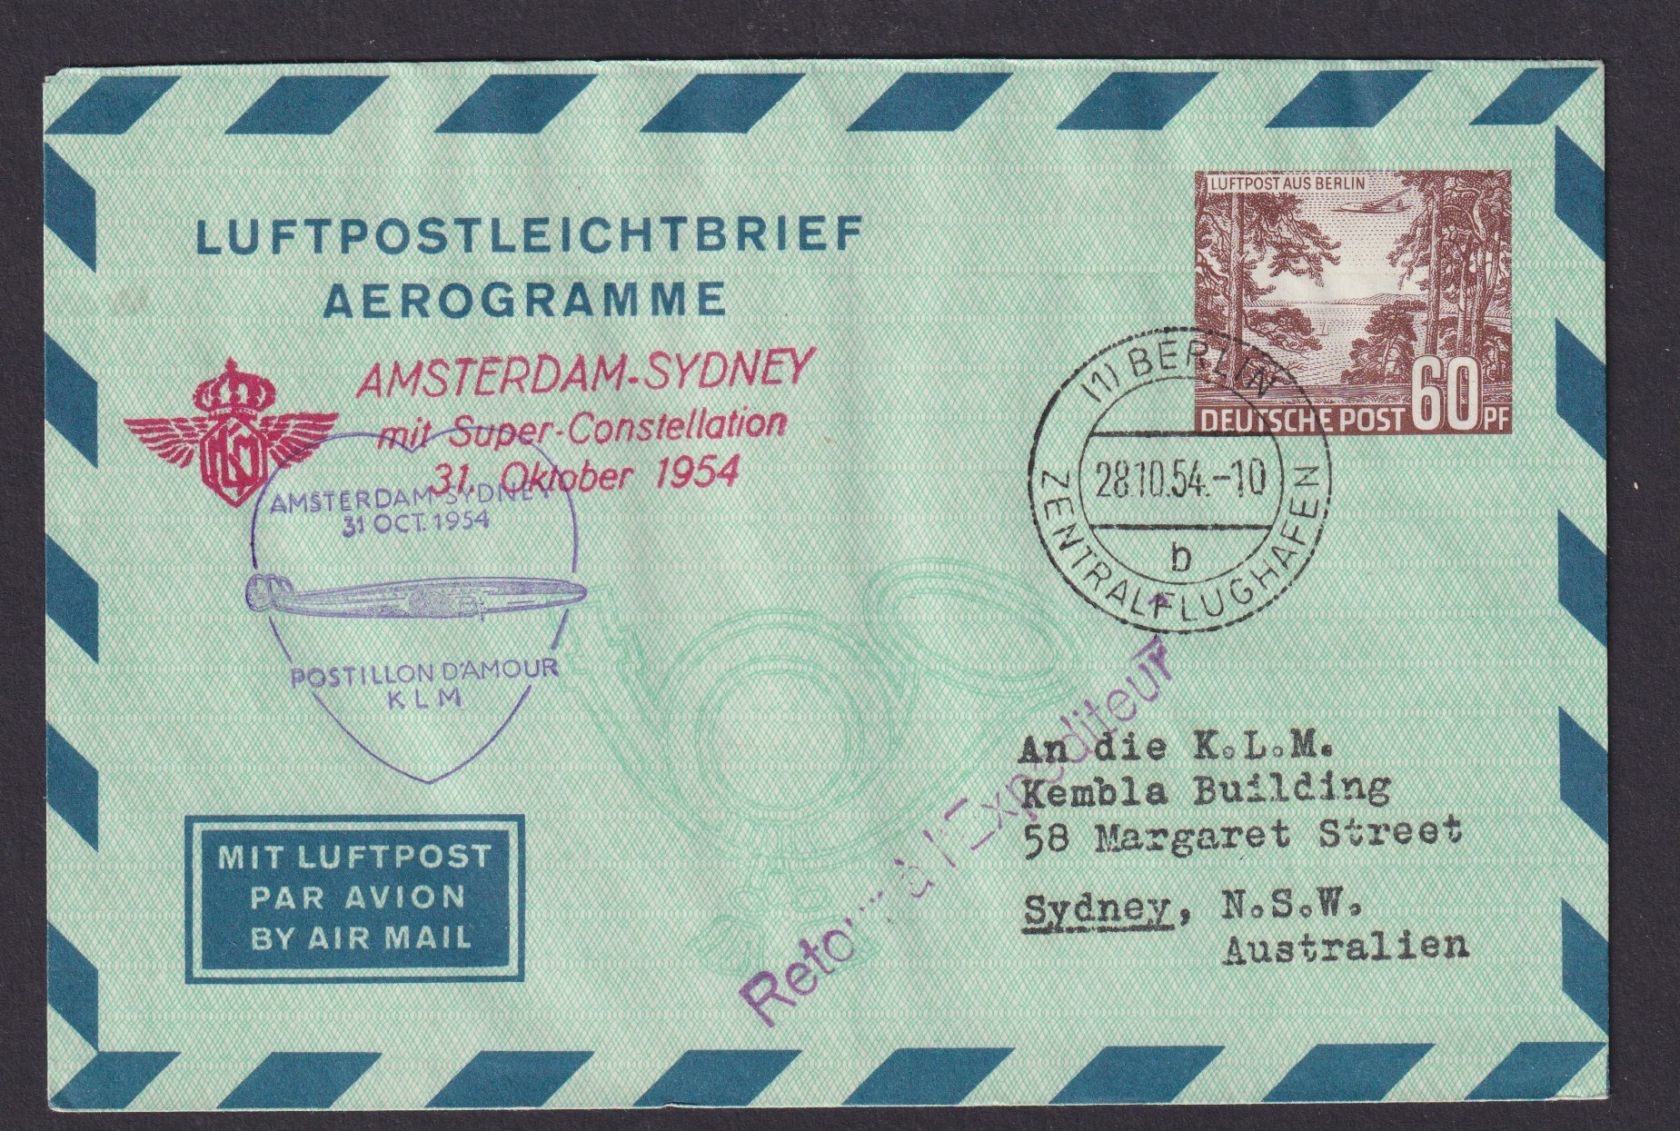 LUFTPOST AUS BERLIN
LUFTPOSTLEICHTBRIEF
AEROGRAMME
DEUTSCHE POST 60 PF
AMSTERDAM-SYDNEY
mit Super-Constellation
31. Oktober 1954
KLM
(1) BERLIN
28.10.54.-10
b
ZENTRALFLUGHAFEN
AMSTERDAM-SYDNEY
31 OCT. 1954
POSTILLON D'AMOUR
KLM
Retour à l'Expéditeur
An die K.L.M.
Kembla Building
58 Margaret Street
Sydney, N.S.W.
Australien
MIT LUFTPOST
PAR AVION
BY AIR MAIL